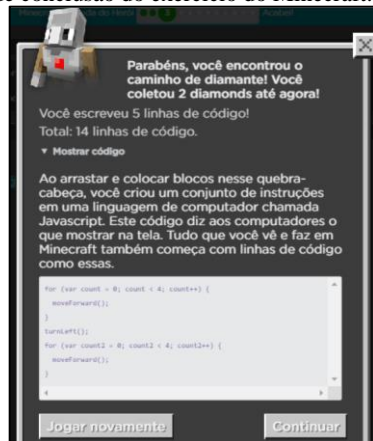 Parabéns, você encontrou o
caminho de diamante! Você
coletou 2 diamonds até agora!
Você escreveu 5 linhas de código!
Total: 14 linhas de código.
▼ Mostrar código
Ao arrastar e colocar blocos nesse quebra-
cabeça, você criou um conjunto de instruções
em uma linguagem de computador chamada
Javascript. Este código diz aos computadores o
que mostrar na tela. Tudo que você vê e faz em
Minecraft também começa com linhas de código
como essas.
for (var count = 0; count < 4; count++) {
moveForward();
}
turnLeft();
for (var count2 = 0; count2 < 4; count2++) {
moveForward();
}
Jogar novamente
Continuar